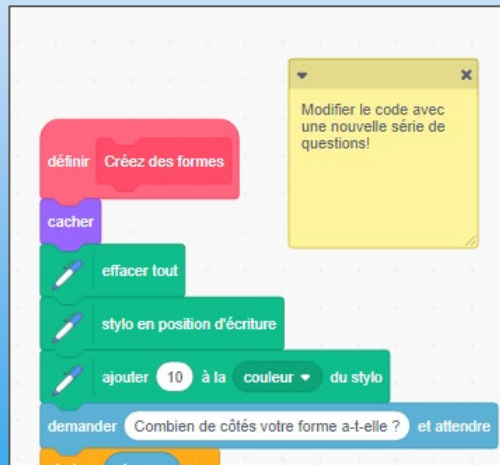 Modifier le code avec
une nouvelle série de
questions!
définir Créez des formes
cacher
effacer tout
stylo en position d'écriture
ajouter 10 à la couleur du stylo
demander Combien de côtés votre forme a-t-elle ? et attendre